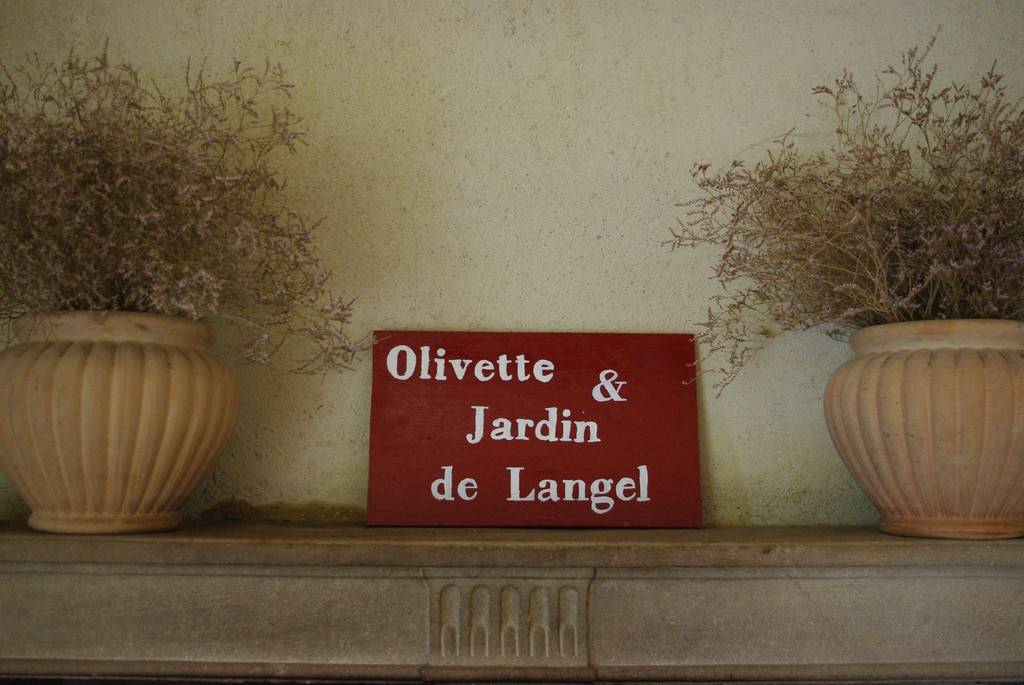 Olivette
&
Jardin
de Langel